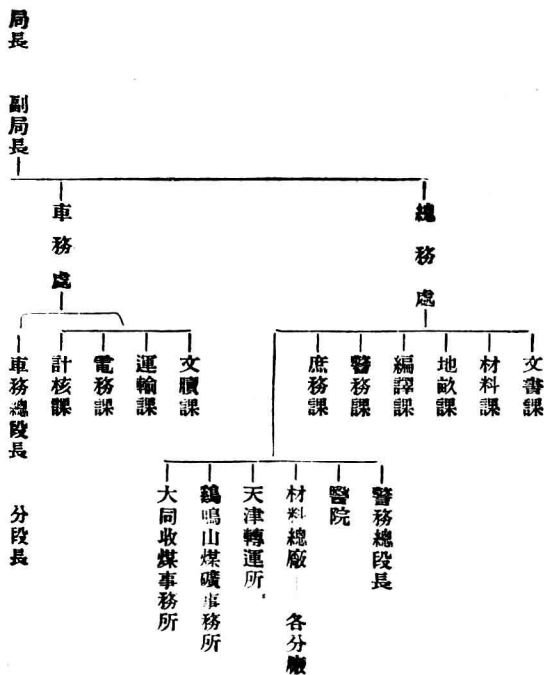 局長 副局長
總務處
文書課
材料課
地畝課
編譯課
警務課
庶務課
警務總段長
醫院
材料總廠 各分廠
天津轉運所
鷄鳴山煤礦事務所
大同收煤事務所
車務處
文牘課
運輸課
電務課
計核課
車務總段長 分段長